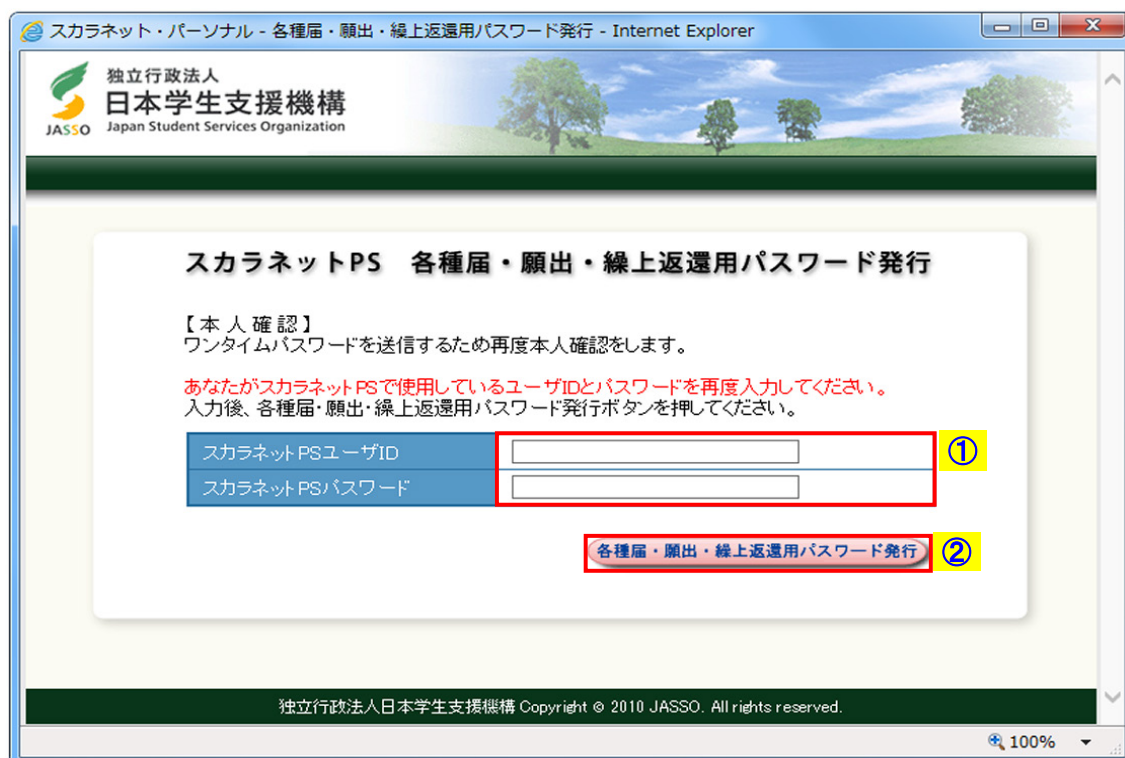 スカラネット・パーソナル - 各種届・願出・繰上返還用パスワード発行 - Internet Explorer
独立行政法人
日本学生支援機構
JASSO Japan Student Services Organization
スカラネットPS 各種届・願出・繰上返還用パスワード発行
【本人確認】
ワンタイムパスワードを送信するため再度本人確認をします。
あなたがスカラネットPSで使用しているユーザIDとパスワードを再度入力してください。
入力後、各種届・願出・繰上返還用パスワード発行ボタンを押してください。
スカラネットPSユーザID
①
スカラネットPSパスワード
各種届・願出・繰上返還用パスワード発行 ②
独立行政法人日本学生支援機構 Copyright © 2010 JASSO. All rights reserved.
100%